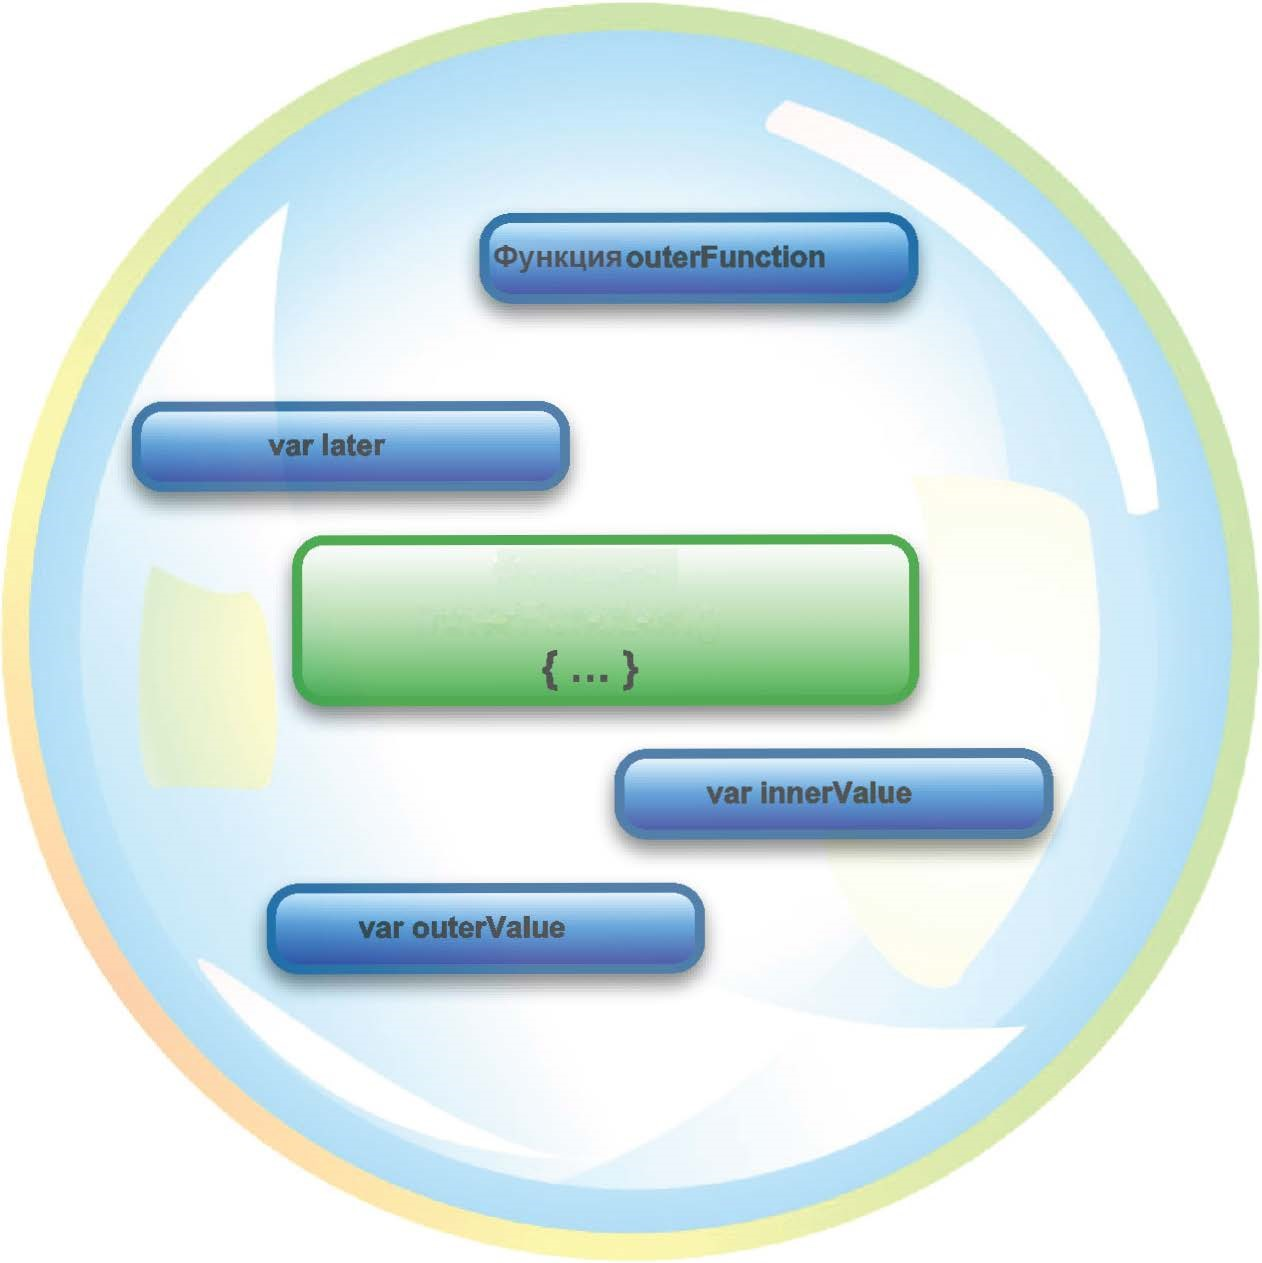 Функция outerFunction
var later
{ ... }
var innerValue
var outerValue